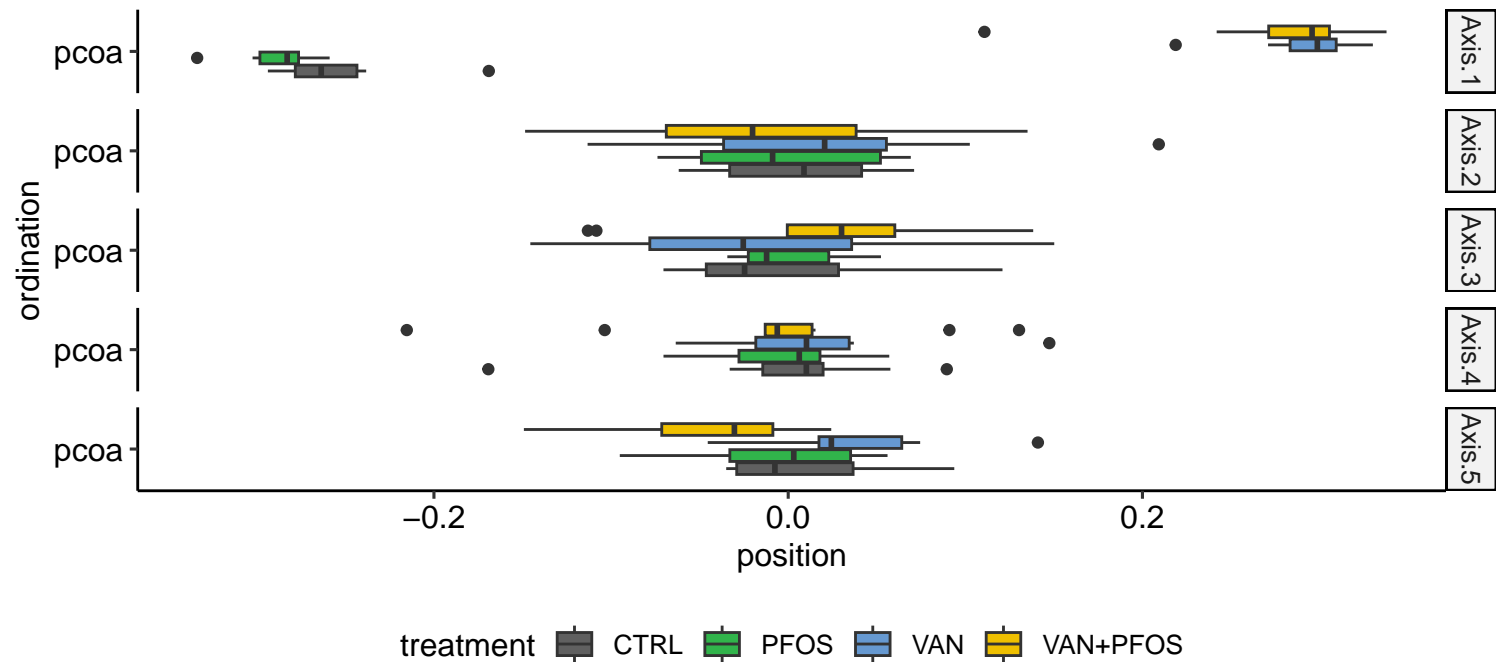 pcoa
Axis.1
pcoa
Axis.2
ordination
pcoa
Axis.3
pcoa
Axis.4
pcoa
Axis.5
−0.2 0.0 0.2
position
treatment CTRL PFOS VAN VAN+PFOS